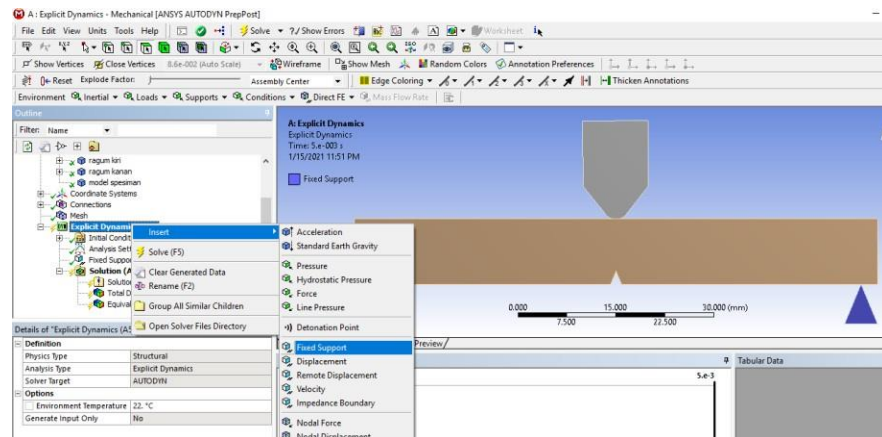 A : Explicit Dynamics - Mechanical [ANSYS AUTODYN PrepPost]
File Edit View Units Tools Help Solve ?/Show Errors A Worksheet
Show Vertices Close Vertices 8.6e-002 (Auto Scale) Wireframe Show Mesh Random Colors Annotation Preferences
Reset Explode Factor: Assembly Center Edge Coloring Thicken Annotations
Environment Inertial Loads Supports Conditions Direct FE Mass Flow Rate
Outline
Filter: Name
ragum kiri
ragum kanan
model spesiman
Coordinate Systems
Connections
Mesh
Explicit Dynami
Initial Condit
Analysis Sett
Fixed Suppo
Solution (A
Solutio
Total D
Equival
Insert
Solve (F5)
Clear Generated Data
Rename (F2)
Group All Similar Children
Open Solver Files Directory
Acceleration
Standard Earth Gravity
Pressure
Hydrostatic Pressure
Force
Line Pressure
Detonation Point
Fixed Support
Displacement
Remote Displacement
Velocity
Impedance Boundary
Nodal Force
Nodal Displacement
A: Explicit Dynamics
Explicit Dynamics
Time: 5.e-003 s
1/15/2021 11:51 PM
Fixed Support
0.000 15.000 30.000 (mm)
7.500 22.500
Details of "Explicit Dynamics (A5
Definition
Physics Type Structural
Analysis Type Explicit Dynamics
Solver Target AUTODYN
Options
Environment Temperature 22. °C
Generate Input Only No
Preview
Tabular Data
5.e-3